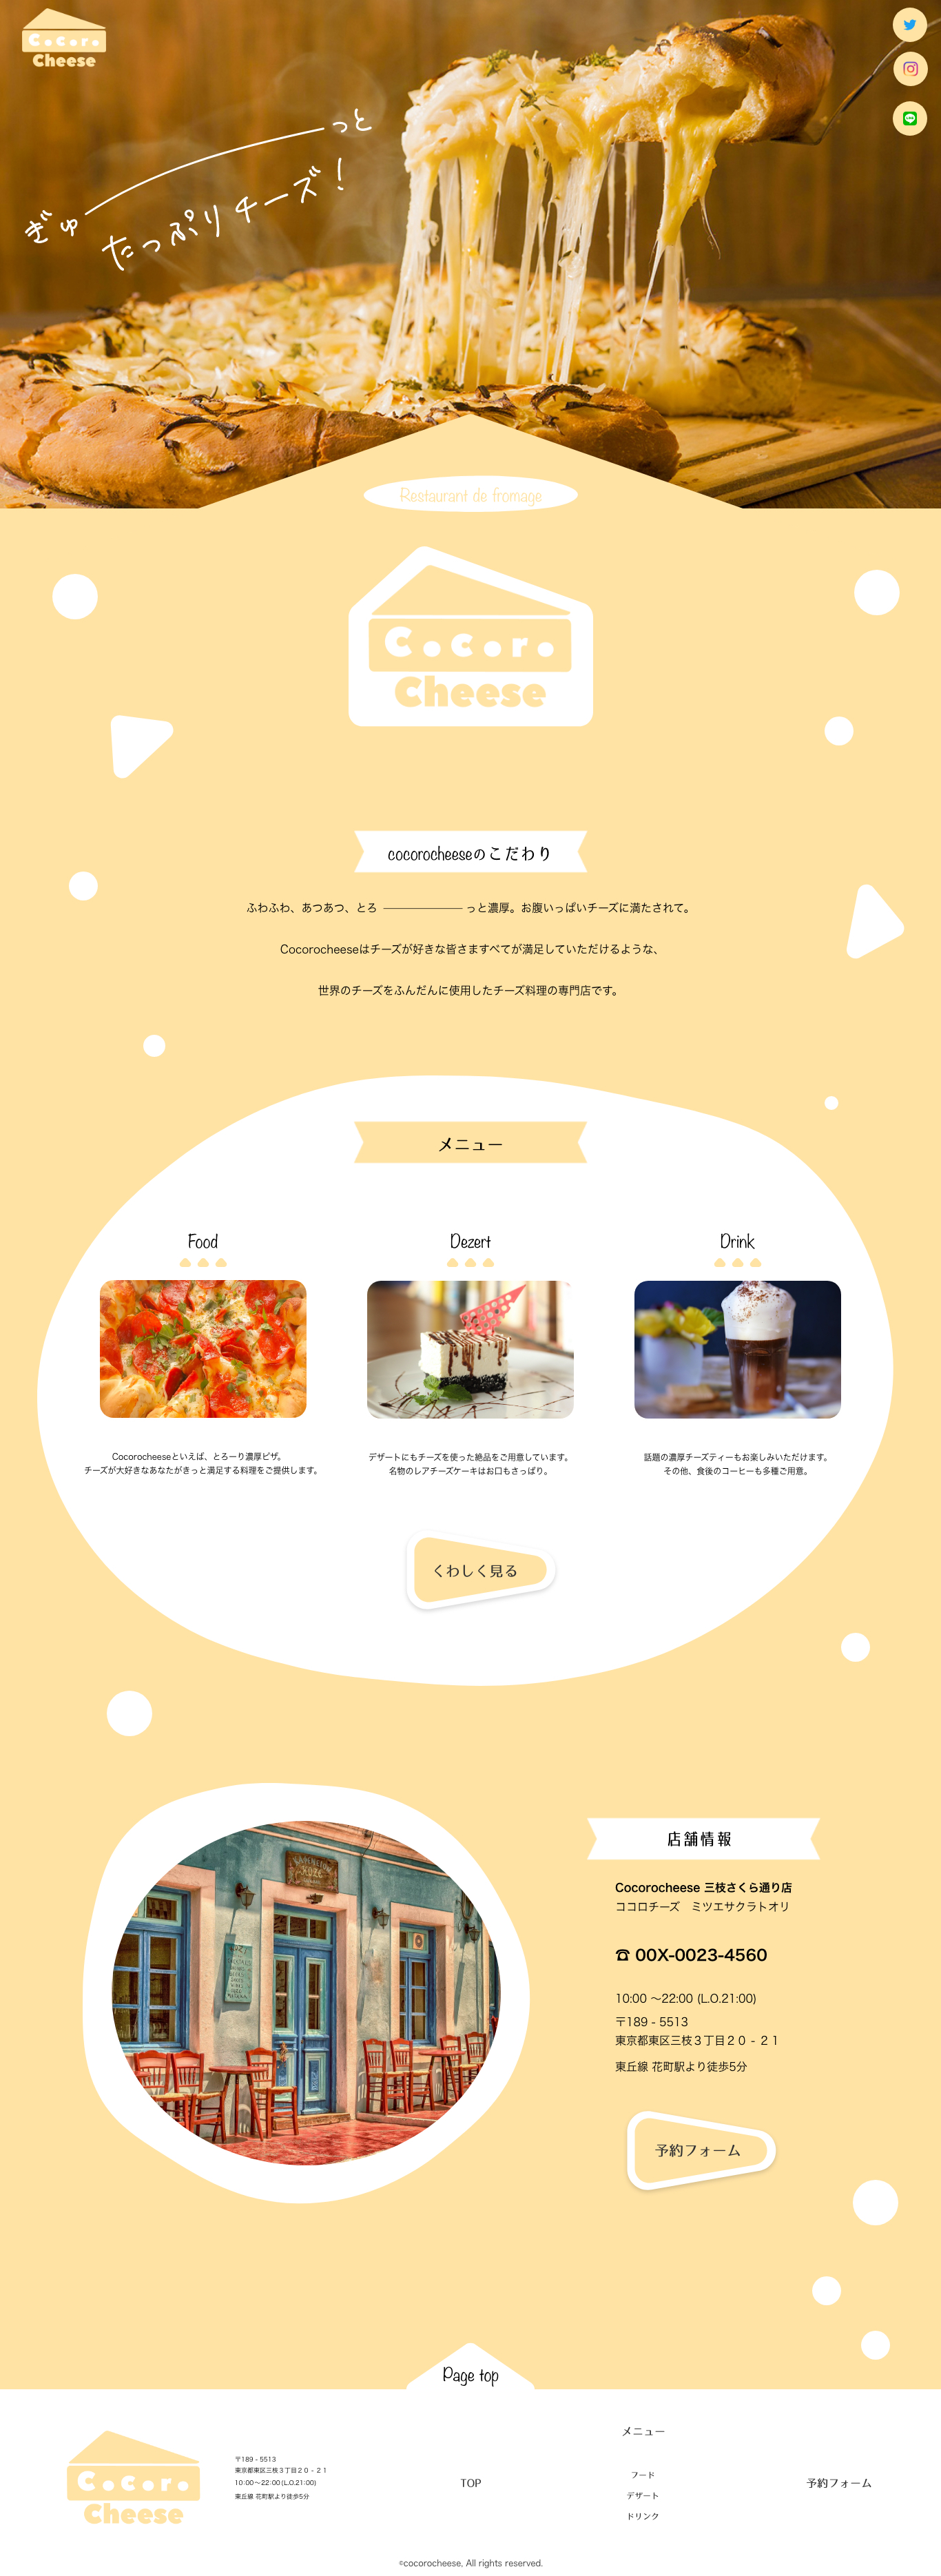 Cocoro.
Cheese
ぎゅ―――っと
たっぷりチーズ！
Restaurant de fromage
Cocoro.
Cheese
cocorocheeseのこだわり
ふわふわ、あつあつ、とろ ―――――――っと濃厚。お腹いっぱいチーズに満たされて。
Cocorocheeseはチーズが好きな皆さますべてが満足していただけるような、
世界のチーズをふんだんに使用したチーズ料理の専門店です。
メニュー
Food
Dezert
Drink
Cocorocheeseといえば、とろーり濃厚ピザ。
チーズが大好きなあなたがきっと満足する料理をご提供します。
デザートにもチーズを使った絶品をご用意しています。
名物のレアチーズケーキはお口もさっぱり。
話題の濃厚チーズティーもお楽しみいただけます。
その他、食後のコーヒーも多種ご用意。
くわしく見る
店舗情報
Cocorocheese 三枝さくら通り店
ココロチーズ　ミツエサクラトオリ
☎ 00X-0023-4560
10:00 〜22:00 (L.O.21:00)
〒189 - 5513
東京都東区三枝３丁目２０ - ２１
東丘線 花町駅より徒歩5分
予約フォーム
Page top
Cocoro.
Cheese
〒189 - 5513
東京都東区三枝３丁目２０ - ２１
10:00 〜22:00 (L.O.21:00)
東丘線 花町駅より徒歩5分
TOP
メニュー
フード
デザート
ドリンク
予約フォーム
©cocorocheese, All rights reserved.